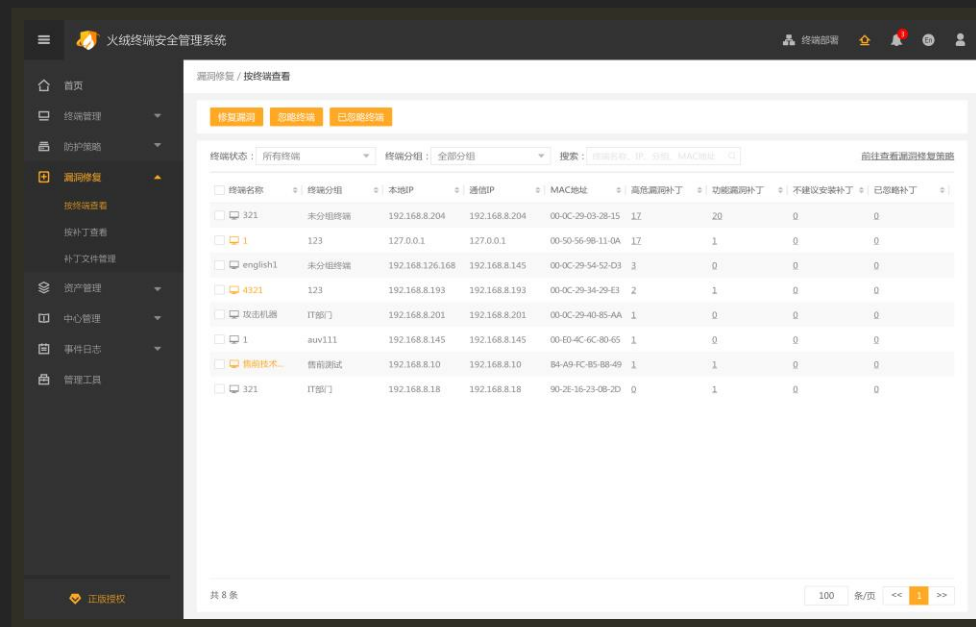 火绒终端安全管理系统
终端部署
1
En
首页
终端管理
防护策略
漏洞修复
按终端查看
按补丁查看
补丁文件管理
资产管理
中心管理
事件日志
管理工具
正版授权
漏洞修复 / 按终端查看
修复漏洞 忽略终端 已忽略终端
终端状态： 所有终端 终端分组： 全部分组 搜索： 终端名称、IP、分组、MAC地址 前往查看漏洞修复策略
终端名称 终端分组 本地IP 通信IP MAC地址 高危漏洞补丁 功能漏洞补丁 不建议安装补丁 已忽略补丁
321 未分组终端 192.168.8.204 192.168.8.204 00-0C-29-03-28-15 17 20 0 0
1 123 127.0.0.1 127.0.0.1 00-50-56-9B-11-0A 17 1 0 0
english1 未分组终端 192.168.126.168 192.168.8.145 00-0C-29-54-52-D3 3 0 0 0
4321 123 192.168.8.193 192.168.8.193 00-0C-29-34-29-E3 2 1 0 0
攻击机器 IT部门 192.168.8.201 192.168.8.201 00-0C-29-40-85-AA 1 0 0 0
1 auv111 192.168.8.145 192.168.8.145 00-E0-4C-6C-80-65 1 0 0 0
售前技术... 售前测试 192.168.8.10 192.168.8.10 B4-A9-FC-B5-B8-49 1 1 0 0
321 IT部门 192.168.8.18 192.168.8.18 90-2E-16-23-0B-2D 0 1 0 0
共 8 条 100 条/页 << 1 >>